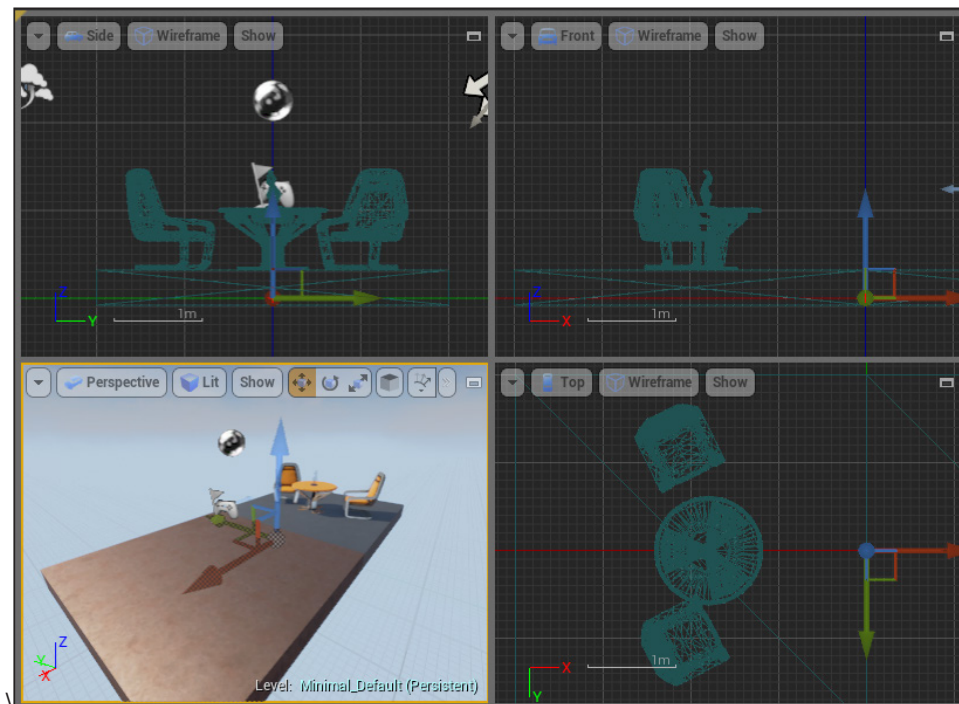 Side Wireframe Show
Z
Y
1m
Front Wireframe Show
Z
X
1m
Perspective Lit Show
Z
Y
X
Level: Minimal_Default (Persistent)
Top Wireframe Show
X
Y
1m
\